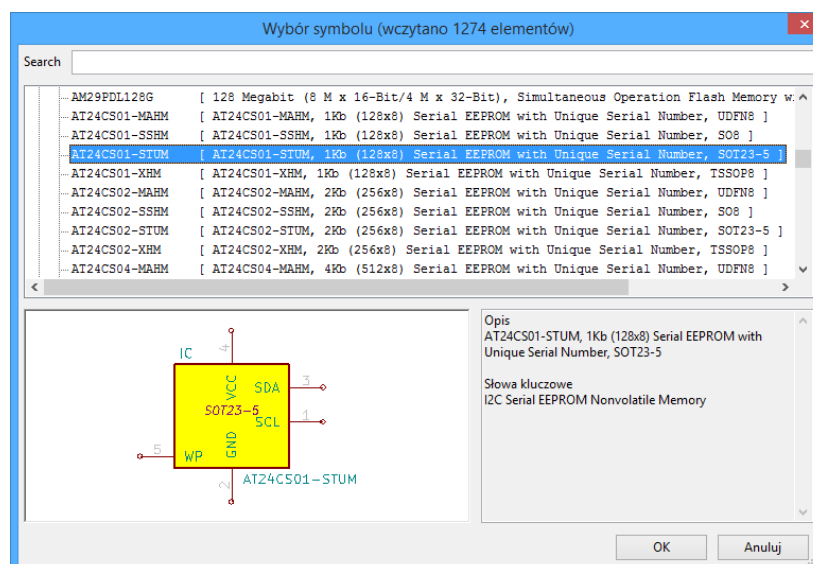 Wybór symbolu (wczytano 1274 elementów)
Search
AM29PDL128G [ 128 Megabit (8 M x 16-Bit/4 M x 32-Bit), Simultaneous Operation Flash Memory w
AT24CS01-MAHM [ AT24CS01-MAHM, 1Kb (128x8) Serial EEPROM with Unique Serial Number, UDFN8 ]
AT24CS01-SSHM [ AT24CS01-SSHM, 1Kb (128x8) Serial EEPROM with Unique Serial Number, SO8 ]
AT24CS01-STUM [ AT24CS01-STUM, 1Kb (128x8) Serial EEPROM with Unique Serial Number, SOT23-5 ]
AT24CS01-XHM [ AT24CS01-XHM, 1Kb (128x8) Serial EEPROM with Unique Serial Number, TSSOP8 ]
AT24CS02-MAHM [ AT24CS02-MAHM, 2Kb (256x8) Serial EEPROM with Unique Serial Number, UDFN8 ]
AT24CS02-SSHM [ AT24CS02-SSHM, 2Kb (256x8) Serial EEPROM with Unique Serial Number, SO8 ]
AT24CS02-STUM [ AT24CS02-STUM, 2Kb (256x8) Serial EEPROM with Unique Serial Number, SOT23-5 ]
AT24CS02-XHM [ AT24CS02-XHM, 2Kb (256x8) Serial EEPROM with Unique Serial Number, TSSOP8 ]
AT24CS04-MAHM [ AT24CS04-MAHM, 4Kb (512x8) Serial EEPROM with Unique Serial Number, UDFN8 ]
IC
4
VCC
SDA
3
SOT23-5
SCL
1
5
WP
GND
2
AT24CS01-STUM
Opis
AT24CS01-STUM, 1Kb (128x8) Serial EEPROM with
Unique Serial Number, SOT23-5
Słowa kluczowe
I2C Serial EEPROM Nonvolatile Memory
OK
Anuluj